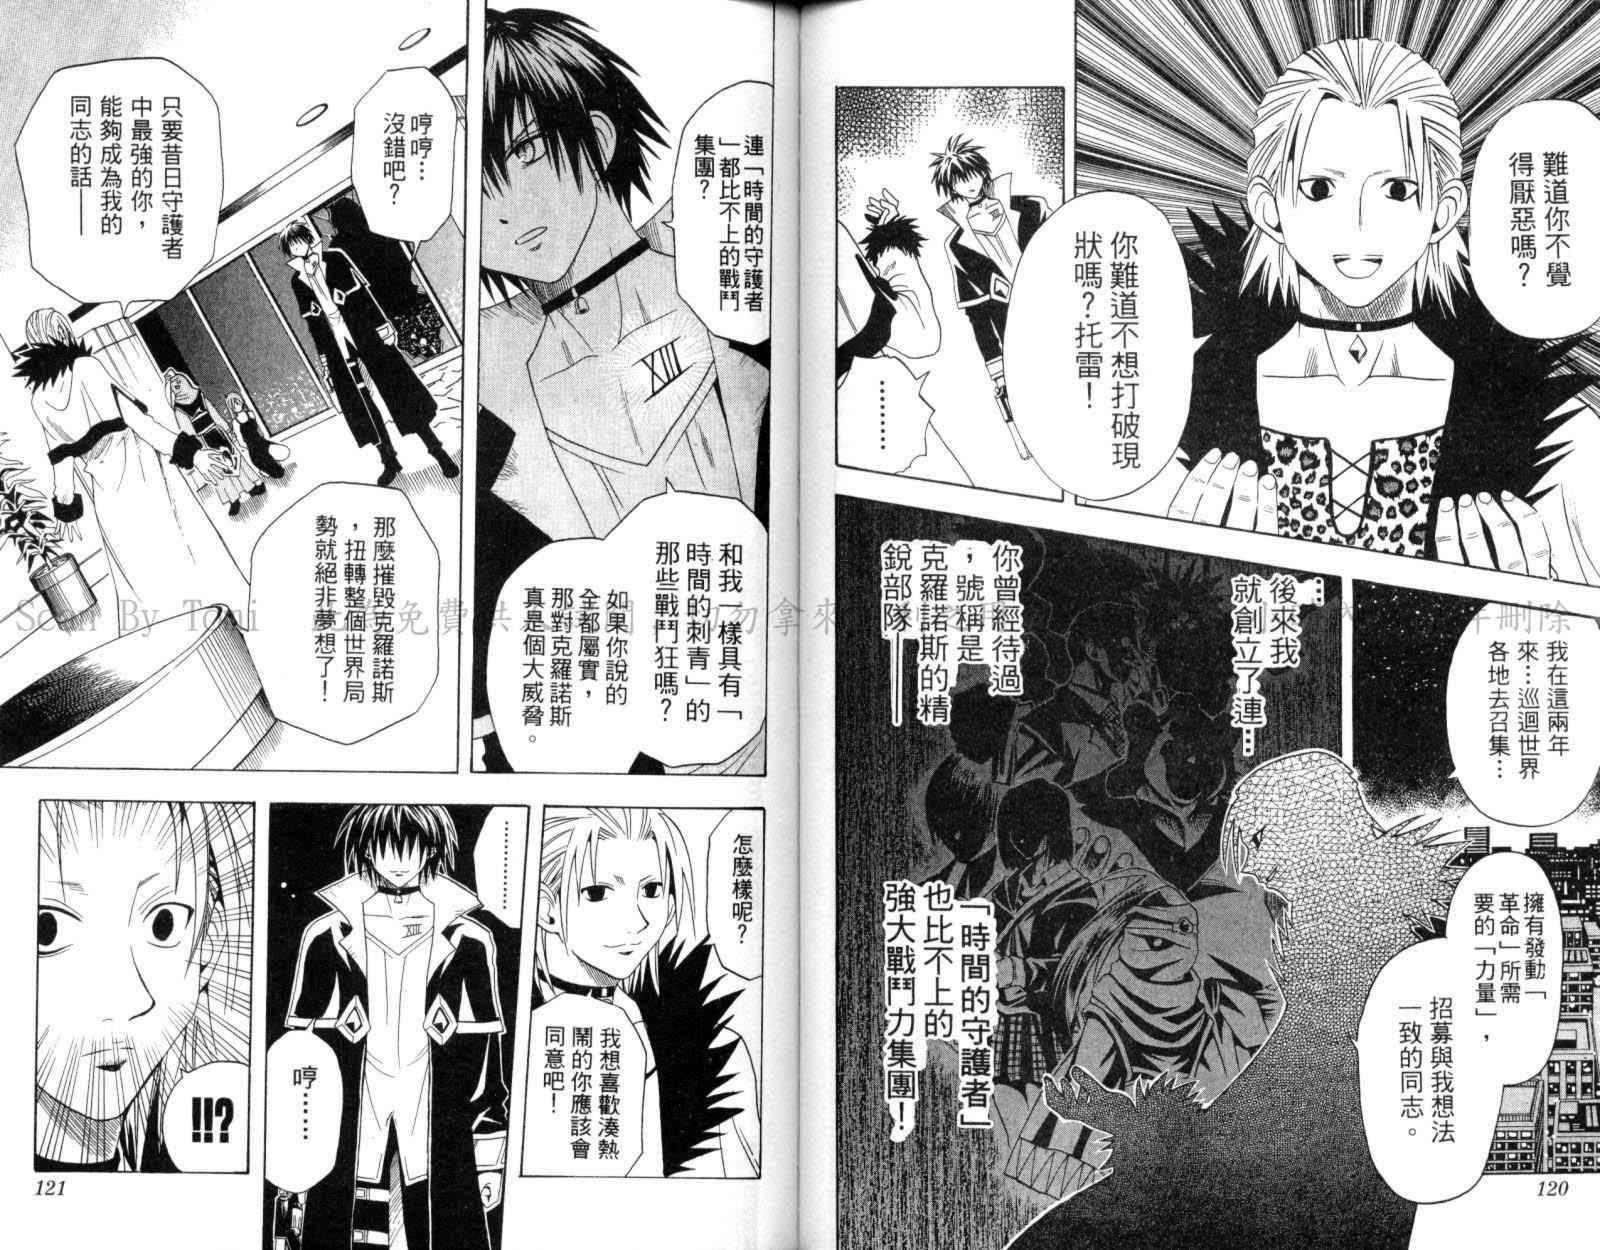 難道你不覺
得厭惡嗎？
你難道不想打破現
狀嗎？托雷！
………
我在這兩年
來…巡迴世界
各地去召集…
擁有發動「
革命」所需
要的「力量」，
招募與我想法
一致的同志。
…
後來我
就創立了連…
你曾經待過
，號稱是
克羅諾斯的精
銳部隊——
「時間的守護者」
也比不上的
強大戰鬥力集團！
120
連「時間的守護者
」都比不上的戰鬥
集團？
和我一樣具有「
時間的刺青」的
那些戰鬥狂嗎？
如果你說的
全都屬實，
那對克羅諾斯
真是個大威脅。
XIII
哼哼…
沒錯吧？
只要昔日守護者
中最強的你，
能夠成為我的
同志的話——
那麼摧毀克羅諾斯
，扭轉整個世界局
勢就絕非夢想了！
怎麼樣呢？
我想喜歡湊熱
鬧的你應該會
同意吧！
………
XIII
哼……
!!?
121
Scan By Toni